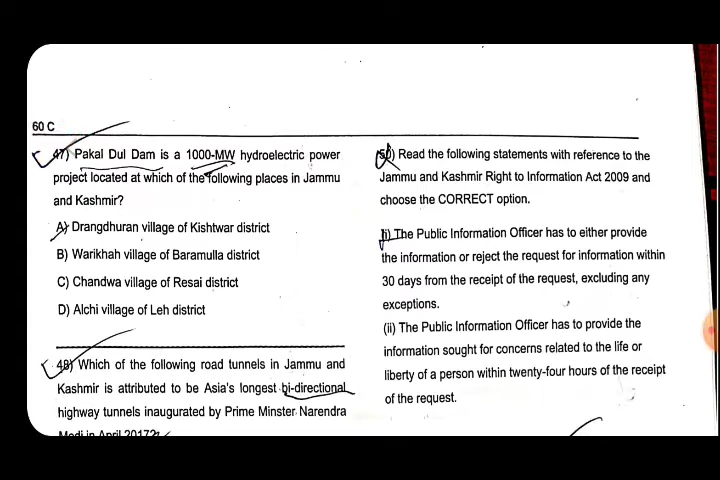 60 C
47) Pakal Dul Dam is a 1000-MW hydroelectric power
project located at which of the following places in Jammu
and Kashmir?
A) Drangdhuran village of Kishtwar district
B) Warikhah village of Baramulla district
C) Chandwa village of Resai district
D) Alchi village of Leh district
48) Which of the following road tunnels in Jammu and
Kashmir is attributed to be Asia's longest bi-directional
highway tunnels inaugurated by Prime Minster Narendra
Modi in April 2017?
50) Read the following statements with reference to the
Jammu and Kashmir Right to Information Act 2009 and
choose the CORRECT option.
(i) The Public Information Officer has to either provide
the information or reject the request for information within
30 days from the receipt of the request, excluding any
exceptions.
(ii) The Public Information Officer has to provide the
information sought for concerns related to the life or
liberty of a person within twenty-four hours of the receipt
of the request.